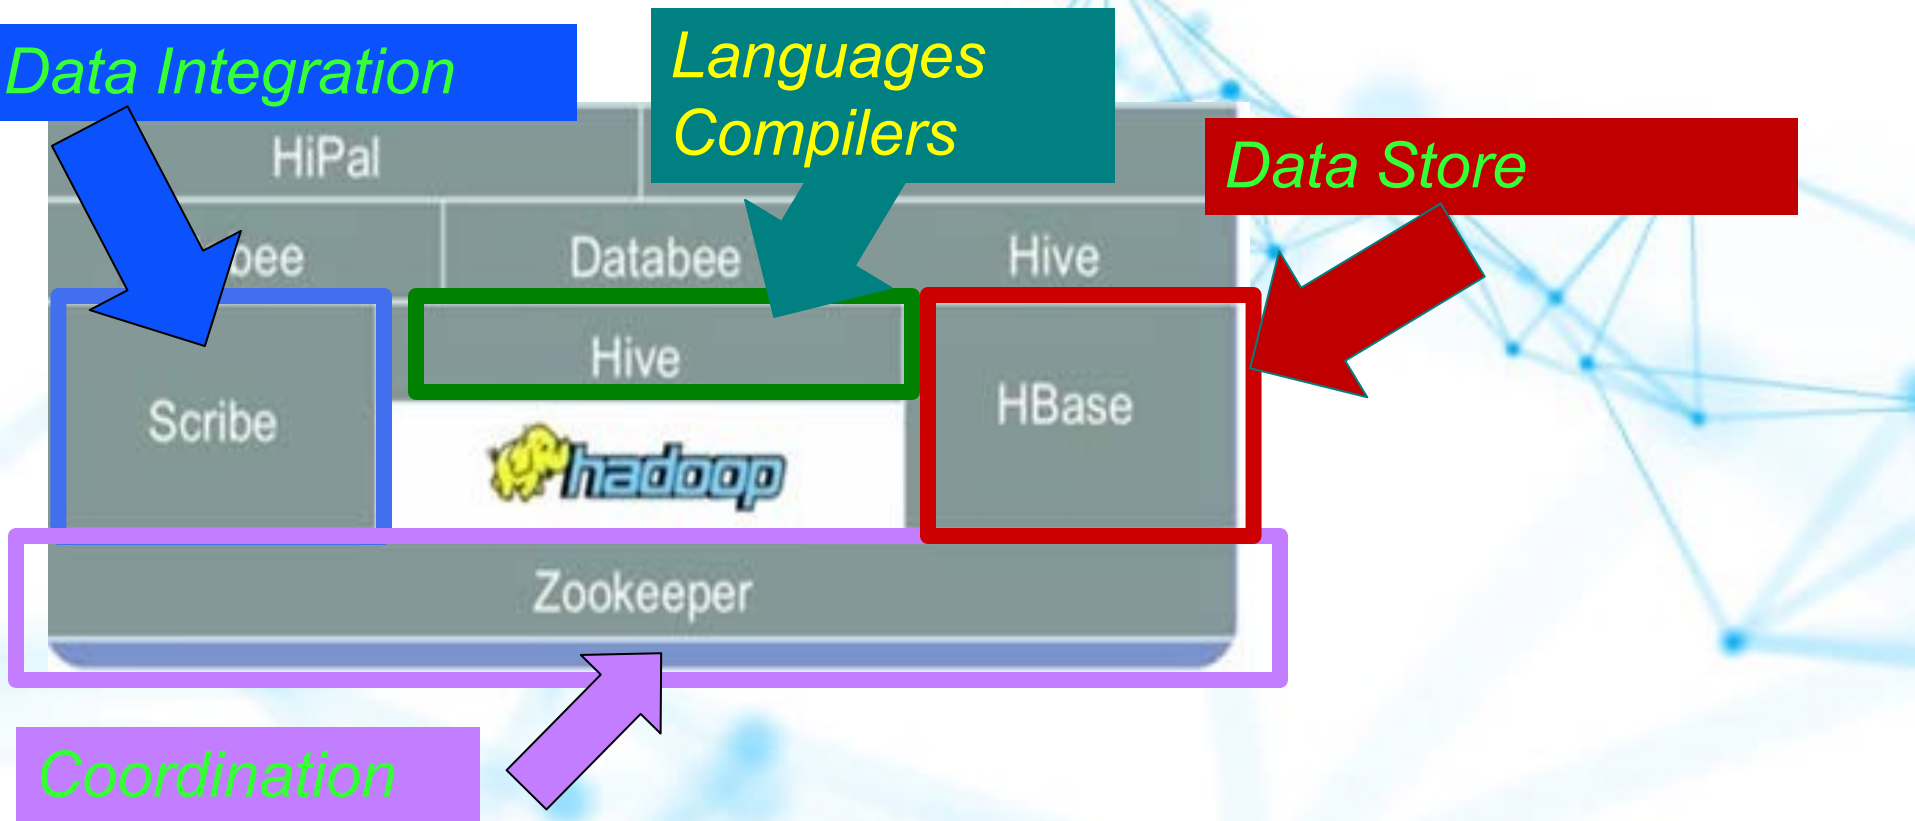 Data Integration
Languages
Compilers
Data Store
HiPal
Databee
Hive
Hive
Scribe
HBase
hadoop
Zookeeper
Coordination